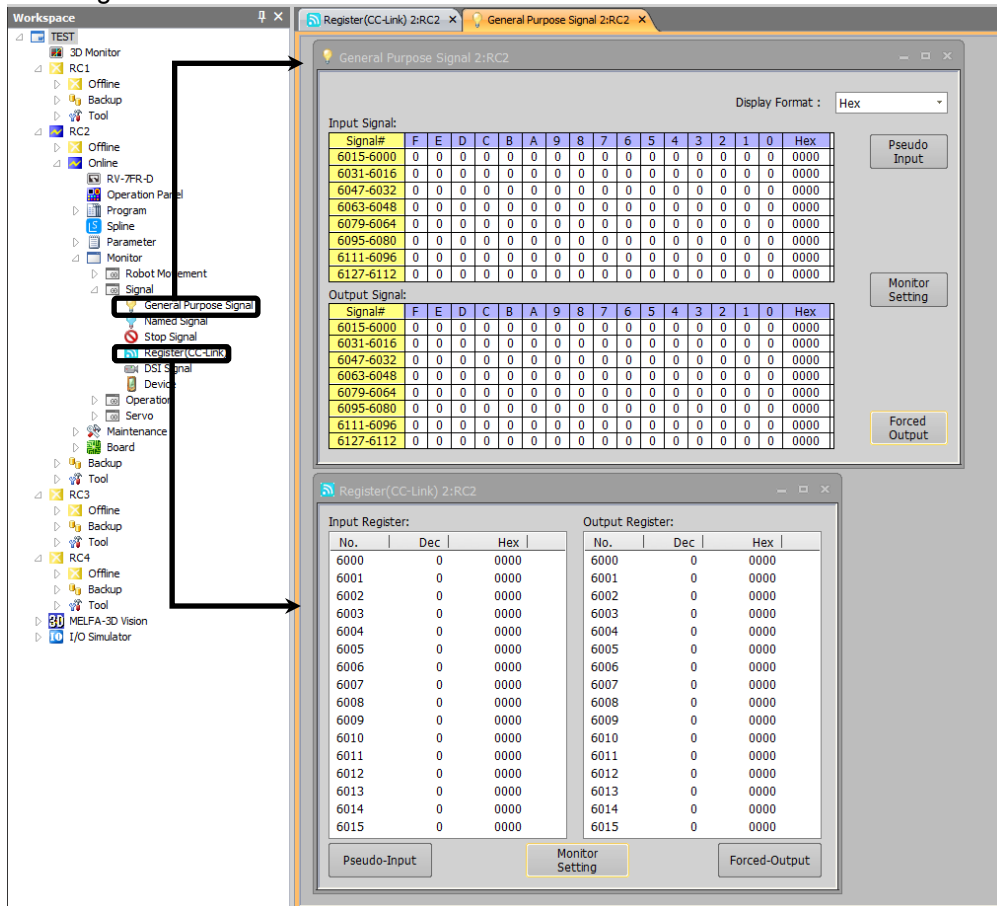 Workspace
TEST
3D Monitor
RC1
Offline
Backup
Tool
RC2
Offline
Online
RV-7FR-D
Operation Panel
Program
Spline
Parameter
Monitor
Robot Movement
Signal
General Purpose Signal
Named Signal
Stop Signal
Register(CC-Link)
DSI Signal
Device
Operation
Servo
Maintenance
Board
Backup
Tool
RC3
Offline
Backup
Tool
RC4
Offline
Backup
Tool
MELFA-3D Vision
I/O Simulator
Register(CC-Link) 2:RC2
General Purpose Signal 2:RC2
General Purpose Signal 2:RC2
Display Format : Hex
Input Signal:
Signal# F E D C B A 9 8 7 6 5 4 3 2 1 0 Hex
6015-6000 0 0 0 0 0 0 0 0 0 0 0 0 0 0 0 0 0000
6031-6016 0 0 0 0 0 0 0 0 0 0 0 0 0 0 0 0 0000
6047-6032 0 0 0 0 0 0 0 0 0 0 0 0 0 0 0 0 0000
6063-6048 0 0 0 0 0 0 0 0 0 0 0 0 0 0 0 0 0000
6079-6064 0 0 0 0 0 0 0 0 0 0 0 0 0 0 0 0 0000
6095-6080 0 0 0 0 0 0 0 0 0 0 0 0 0 0 0 0 0000
6111-6096 0 0 0 0 0 0 0 0 0 0 0 0 0 0 0 0 0000
6127-6112 0 0 0 0 0 0 0 0 0 0 0 0 0 0 0 0 0000
Pseudo
Input
Monitor
Setting
Output Signal:
Signal# F E D C B A 9 8 7 6 5 4 3 2 1 0 Hex
6015-6000 0 0 0 0 0 0 0 0 0 0 0 0 0 0 0 0 0000
6031-6016 0 0 0 0 0 0 0 0 0 0 0 0 0 0 0 0 0000
6047-6032 0 0 0 0 0 0 0 0 0 0 0 0 0 0 0 0 0000
6063-6048 0 0 0 0 0 0 0 0 0 0 0 0 0 0 0 0 0000
6079-6064 0 0 0 0 0 0 0 0 0 0 0 0 0 0 0 0 0000
6095-6080 0 0 0 0 0 0 0 0 0 0 0 0 0 0 0 0 0000
6111-6096 0 0 0 0 0 0 0 0 0 0 0 0 0 0 0 0 0000
6127-6112 0 0 0 0 0 0 0 0 0 0 0 0 0 0 0 0 0000
Forced
Output
Register(CC-Link) 2:RC2
Input Register:
No. Dec Hex
6000 0 0000
6001 0 0000
6002 0 0000
6003 0 0000
6004 0 0000
6005 0 0000
6006 0 0000
6007 0 0000
6008 0 0000
6009 0 0000
6010 0 0000
6011 0 0000
6012 0 0000
6013 0 0000
6014 0 0000
6015 0 0000
Output Register:
No. Dec Hex
6000 0 0000
6001 0 0000
6002 0 0000
6003 0 0000
6004 0 0000
6005 0 0000
6006 0 0000
6007 0 0000
6008 0 0000
6009 0 0000
6010 0 0000
6011 0 0000
6012 0 0000
6013 0 0000
6014 0 0000
6015 0 0000
Pseudo-Input
Monitor
Setting
Forced-Output